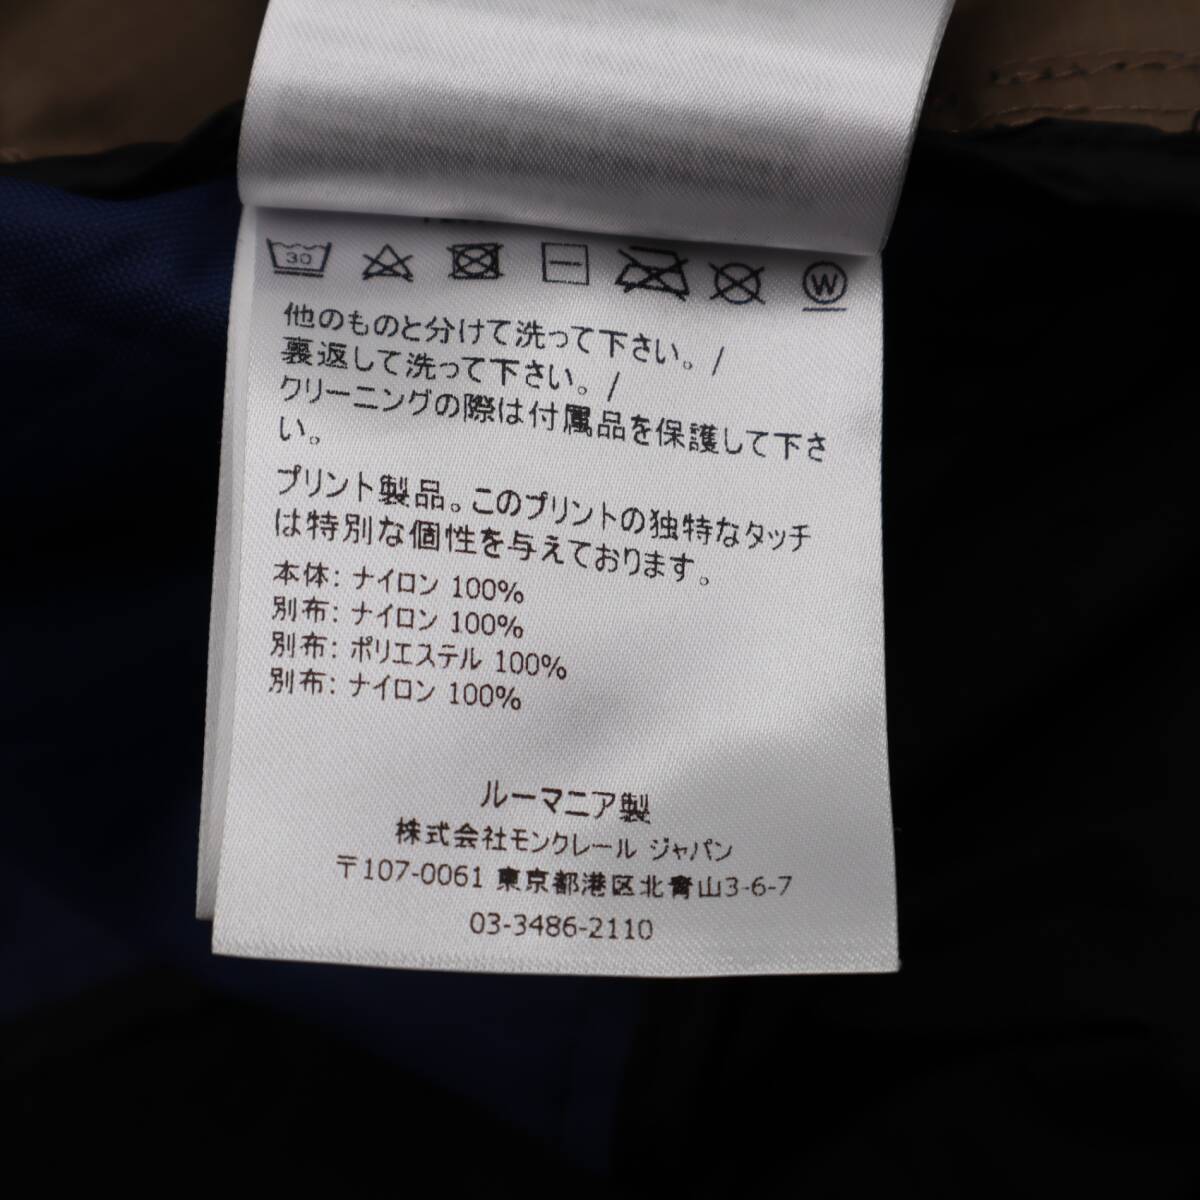 30 W
他のものと分けて洗って下さい。/
裏返して洗って下さい。/
クリーニングの際は付属品を保護して下さ
い。
プリント製品。このプリントの独特なタッチ
は特別な個性を与えております。
本体: ナイロン 100%
別布: ナイロン 100%
別布: ポリエステル 100%
別布: ナイロン 100%
ルーマニア製
株式会社モンクレール ジャパン
〒107-0061 東京都港区北青山3-6-7
03-3486-2110